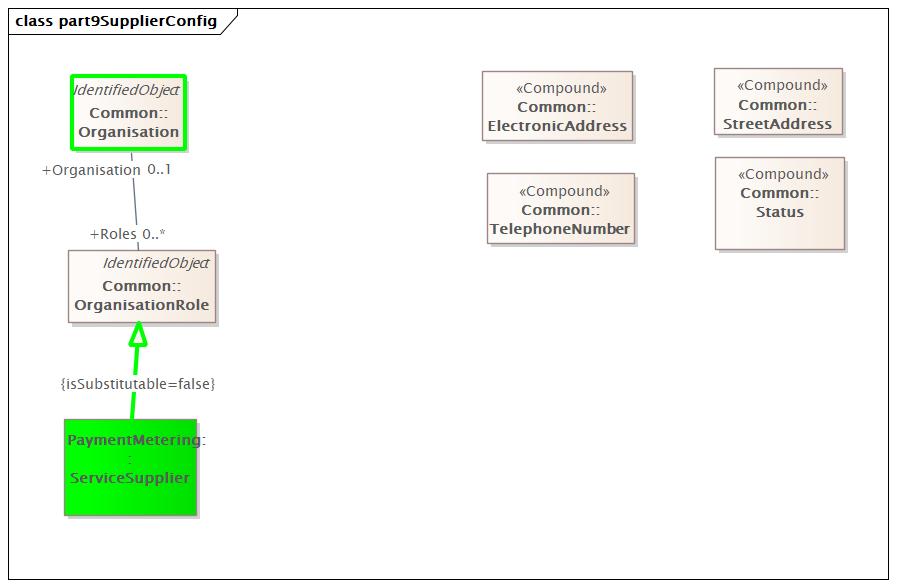 class part9SupplierConfig
IdentifiedObject
Common::
Organisation
+Organisation 0..1
+Roles 0..*
IdentifiedObject
Common::
OrganisationRole
{isSubstitutable=false}
PaymentMetering:
:
ServiceSupplier
«Compound»
Common::
ElectronicAddress
«Compound»
Common::
StreetAddress
«Compound»
Common::
TelephoneNumber
«Compound»
Common::
Status